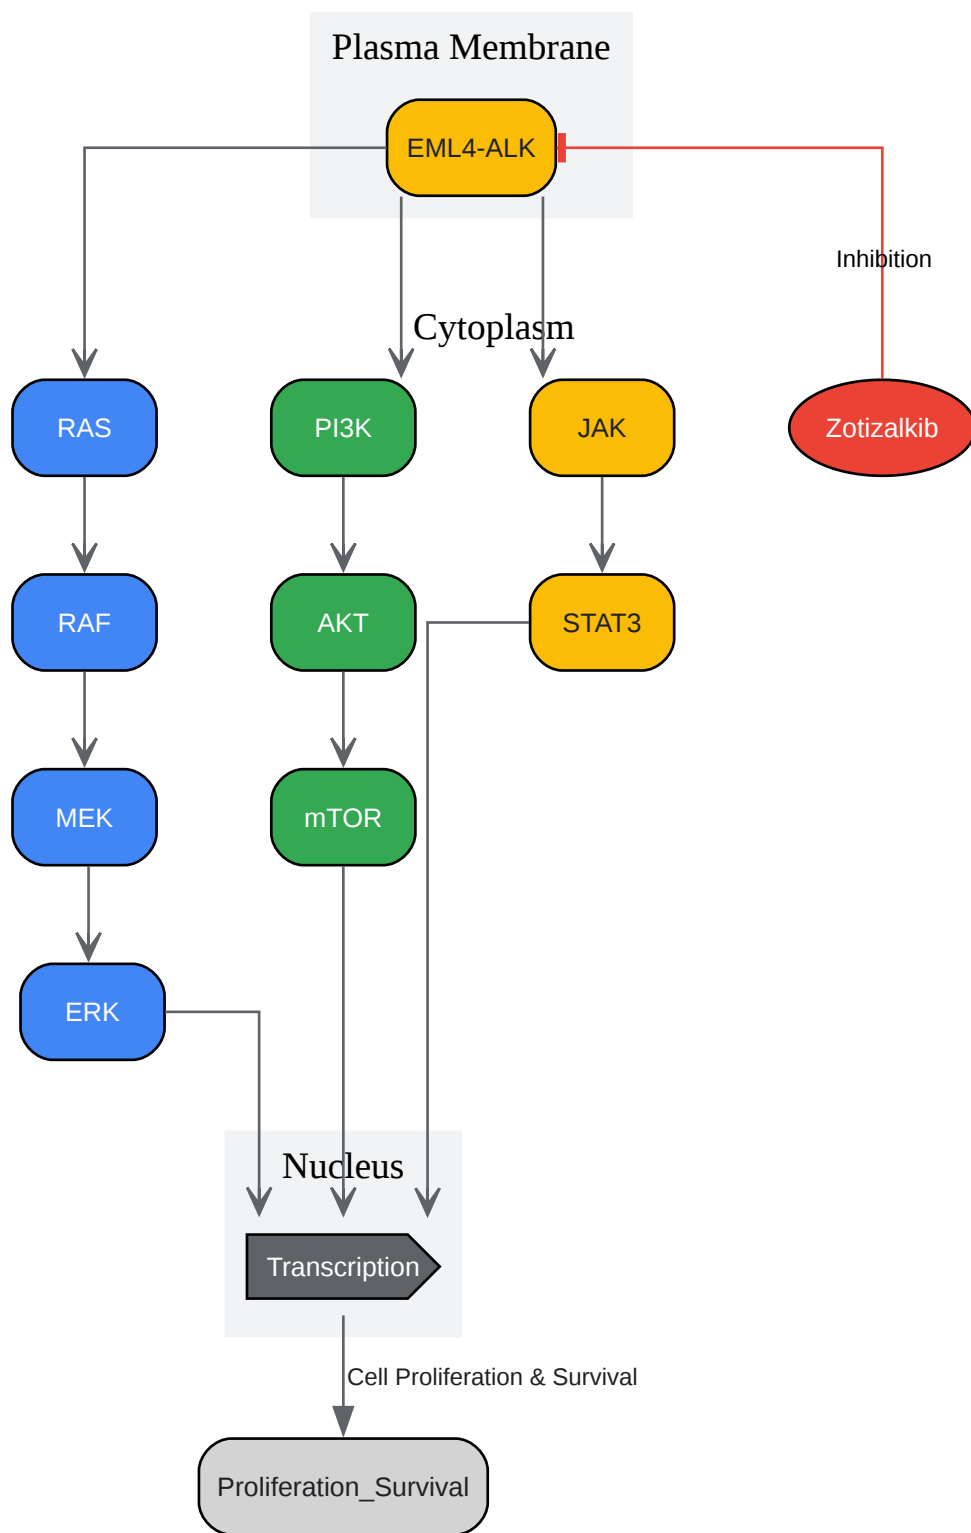 Plasma Membrane
EML4-ALK
Inhibition
Cytoplasm
RAS
PI3K
JAK
Zotizalkib
RAF
AKT
STAT3
MEK
mTOR
ERK
Nucleus
Transcription
Cell Proliferation & Survival
Proliferation_Survival